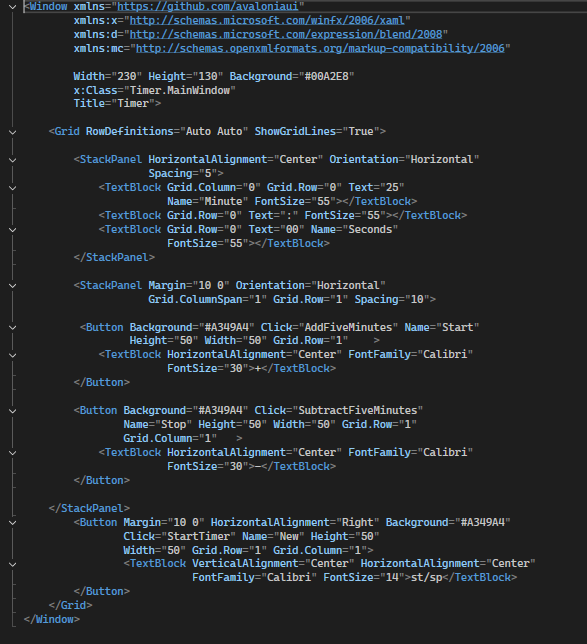 <Window xmlns="https://github.com/avaloniaui"
xmlns:x="http://schemas.microsoft.com/winfx/2006/xaml"
xmlns:d="http://schemas.microsoft.com/expression/blend/2008"
xmlns:mc="http://schemas.openxmlformats.org/markup-compatibility/2006"
Width="230" Height="130" Background="#00A2E8"
x:Class="Timer.MainWindow"
Title="Timer">
<Grid RowDefinitions="Auto Auto" ShowGridLines="True">
<StackPanel HorizontalAlignment="Center" Orientation="Horizontal"
Spacing="5">
<TextBlock Grid.Column="0" Grid.Row="0" Text="25"
Name="Minute" FontSize="55"></TextBlock>
<TextBlock Grid.Row="0" Text=":" FontSize="55"></TextBlock>
<TextBlock Grid.Row="0" Text="00" Name="Seconds"
FontSize="55"></TextBlock>
</StackPanel>
<StackPanel Margin="10 0" Orientation="Horizontal"
Grid.ColumnSpan="1" Grid.Row="1" Spacing="10">
<Button Background="#A349A4" Click="AddFiveMinutes" Name="Start"
Height="50" Width="50" Grid.Row="1"    >
<TextBlock HorizontalAlignment="Center" FontFamily="Calibri"
FontSize="30">+</TextBlock>
</Button>
<Button Background="#A349A4" Click="SubtractFiveMinutes"
Name="Stop" Height="50" Width="50" Grid.Row="1"
Grid.Column="1"   >
<TextBlock HorizontalAlignment="Center" FontFamily="Calibri"
FontSize="30">-</TextBlock>
</Button>
</StackPanel>
<Button Margin="10 0" HorizontalAlignment="Right" Background="#A349A4"
Click="StartTimer" Name="New" Height="50"
Width="50" Grid.Row="1" Grid.Column="1">
<TextBlock VerticalAlignment="Center" HorizontalAlignment="Center"
FontFamily="Calibri" FontSize="14">st/sp</TextBlock>
</Button>
</Grid>
</Window>